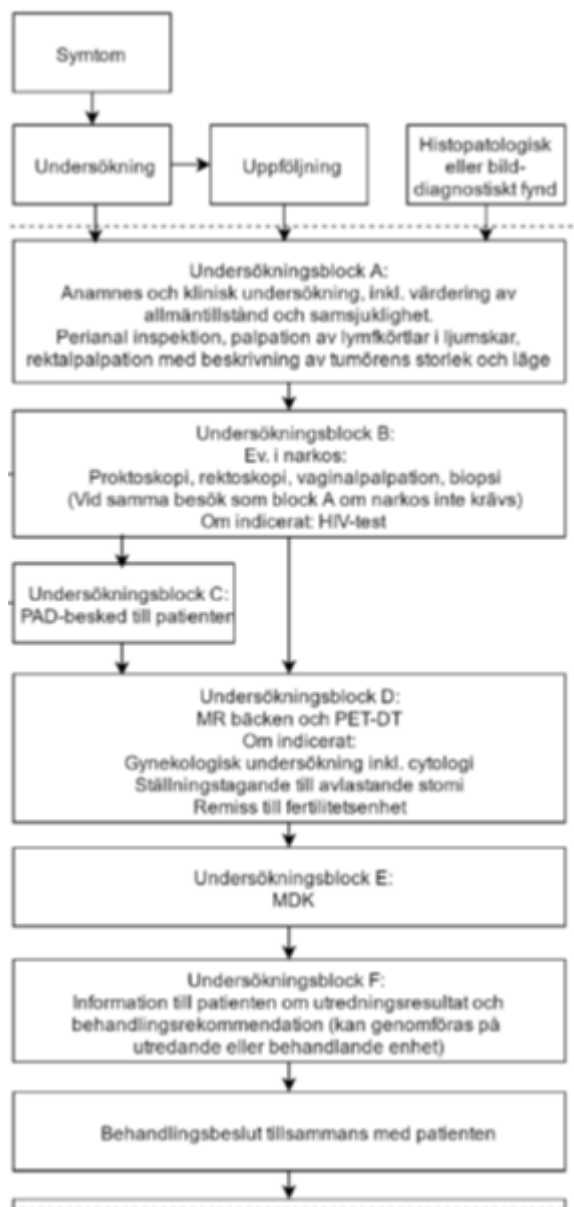 Symtom
Undersökning
Uppföljning
Histopatologisk
eller bild-
diagnostiskt fynd
Undersökningsblock A:
Anamnes och klinisk undersökning, inkl. värdering av
allmäntillstånd och samsjuklighet.
Perianal inspektion, palpation av lymfkörtlar i ljumskar,
rektalpalpation med beskrivning av tumörens storlek och läge
Undersökningsblock B:
Ev. i narkos:
Proktoskopi, rektoskopi, vaginalpalpation, biopsi
(Vid samma besök som block A om narkos inte krävs)
Om indicerat: HIV-test
Undersökningsblock C:
PAD-besked till patienten
Undersökningsblock D:
MR bäcken och PET-DT
Om indicerat:
Gynekologisk undersökning inkl. cytologi
Ställningstagande till avlastande stomi
Remiss till fertilitetsenhet
Undersökningsblock E:
MDK
Undersökningsblock F:
Information till patienten om utredningsresultat och
behandlingsrekommendation (kan genomföras på
utredande eller behandlande enhet)
Behandlingsbeslut tillsammans med patienten